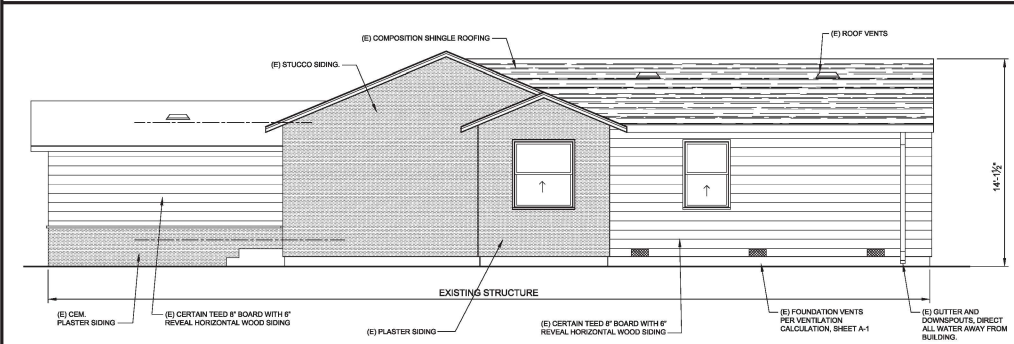 (E) COMPOSITION SHINGLE ROOFING
(E) ROOF VENTS
(E) STUCCO SIDING.
14'-1½"
EXISTING STRUCTURE
(E) CEM.
PLASTER SIDING
(E) CERTAIN TEED 8" BOARD WITH 6"
REVEAL HORIZONTAL WOOD SIDING
(E) PLASTER SIDING
(E) CERTAIN TEED 8" BOARD WITH 6"
REVEAL HORIZONTAL WOOD SIDING
(E) FOUNDATION VENTS
PER VENTILATION
CALCULATION, SHEET A-1
(E) GUTTER AND
DOWNSPOUTS, DIRECT
ALL WATER AWAY FROM
BUILDING.